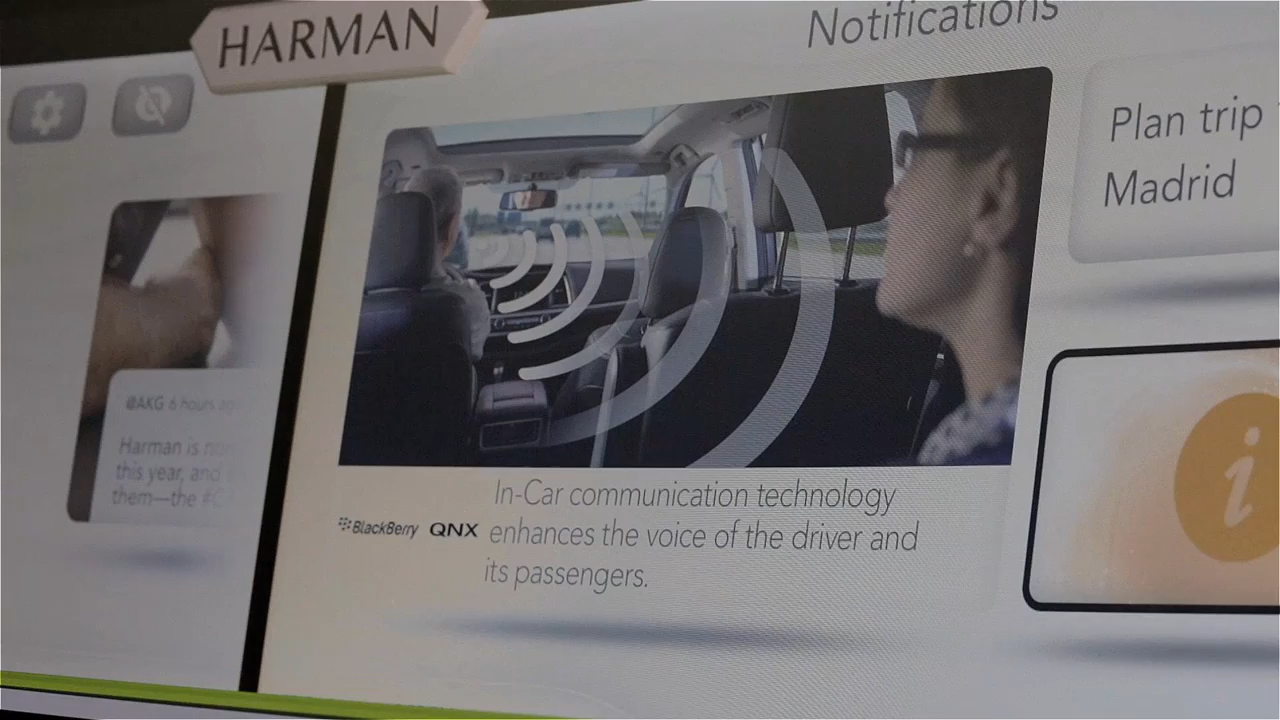 HARMAN
Notifications
Plan trip
Madrid
@AKG 6 hours
Harman is
this year, and
them—the
BlackBerry QNX
In-Car communication technology
enhances the voice of the driver and
its passengers.
i